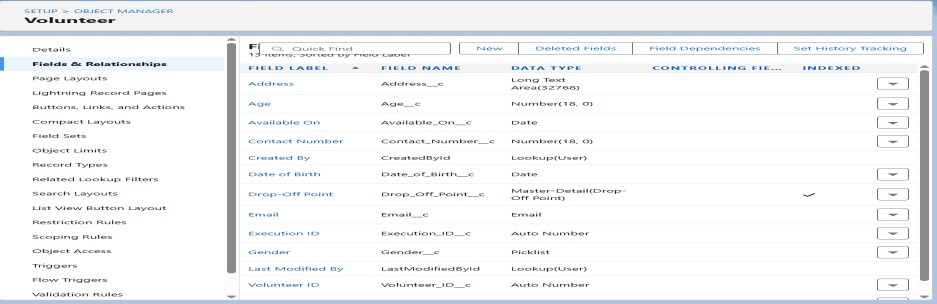 SETUP > OBJECT MANAGER
Volunteer
Details
Fields & Relationships
Page Layouts
Lightning Record Pages
Buttons, Links, and Actions
Compact Layouts
Field Sets
Object Limits
Record Types
Related Lookup Filters
Search Layouts
List View Button Layout
Restriction Rules
Scoping Rules
Object Access
Triggers
Flow Triggers
Validation Rules
Quick Find New Deleted Fields Field Dependencies Set History Tracking
Items, Sorted by Field Label
FIELD LABEL FIELD NAME DATA TYPE CONTROLLING FIE... INDEXED
Address Address__c Long Text
Area(32768)
Age Age__c Number(18, 0)
Available On Available_On__c Date
Contact Number Contact_Number__c Number(18, 0)
Created By CreatedById Lookup(User)
Date of Birth Date_of_Birth__c Date
Drop-Off Point Drop_Off_Point__c Master-Detail(Drop-
Off Point)
Email Email__c Email
Execution ID Execution_ID__c Auto Number
Gender Gender__c Picklist
Last Modified By LastModifiedById Lookup(User)
Volunteer ID Volunteer_ID__c Auto Number